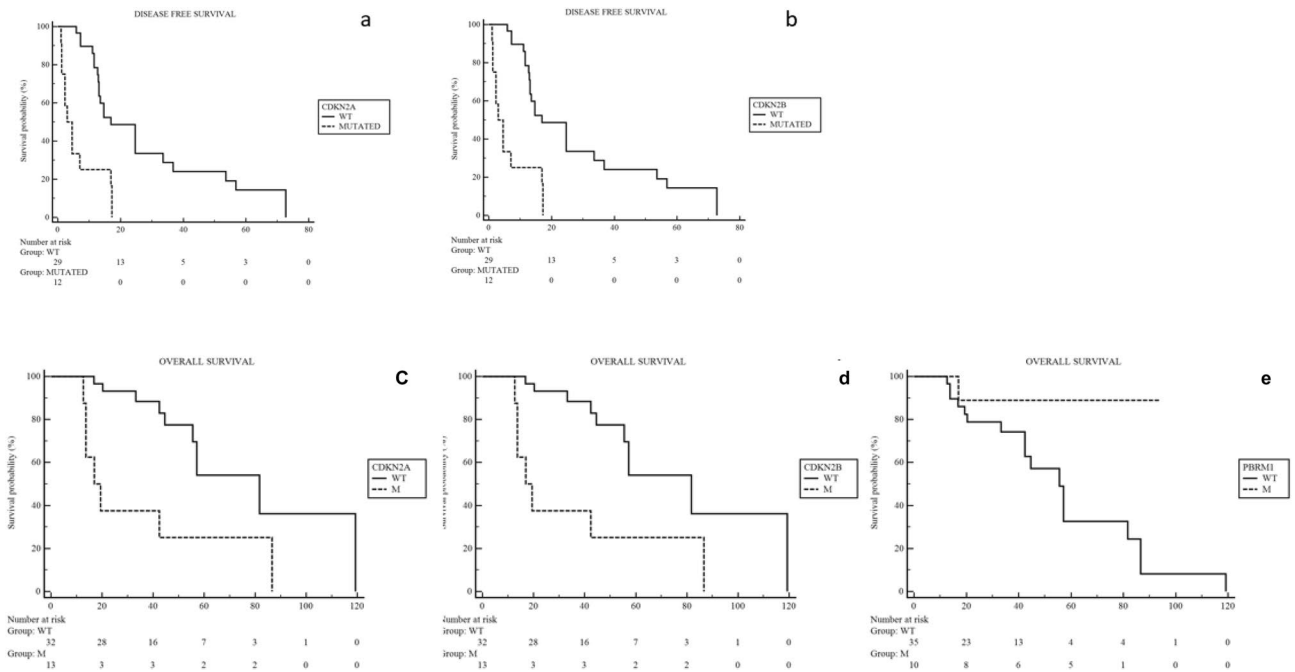 DISEASE FREE SURVIVAL
a
100
80
60
40
20
0
Survival probability (%)
0 20 40 60 80
CDKN2A
WT
MUTATED
Number at risk
Group: WT
29 13 5 3 0
Group: MUTATED
12 0 0 0 0
DISEASE FREE SURVIVAL
b
100
80
60
40
20
0
Survival probability (%)
0 20 40 60 80
CDKN2B
WT
MUTATED
Number at risk
Group: WT
29 13 5 3 0
Group: MUTATED
12 0 0 0 0
OVERALL SURVIVAL
C
100
80
60
40
20
0
Survival probability (%)
0 20 40 60 80 100 120
CDKN2A
WT
M
Number at risk
Group: WT
32 28 16 7 3 1 0
Group: M
13 3 3 2 2 0 0
OVERALL SURVIVAL
d
100
80
60
40
20
0
Survival probability (%)
0 20 40 60 80 100 120
CDKN2B
WT
M
Number at risk
Group: WT
32 28 16 7 3 1 0
Group: M
13 3 3 2 2 0 0
OVERALL SURVIVAL
e
100
80
60
40
20
0
Survival probability (%)
0 20 40 60 80 100 120
PBRM1
WT
M
Number at risk
Group: WT
35 23 13 4 4 1 0
Group: M
10 8 6 5 1 0 0